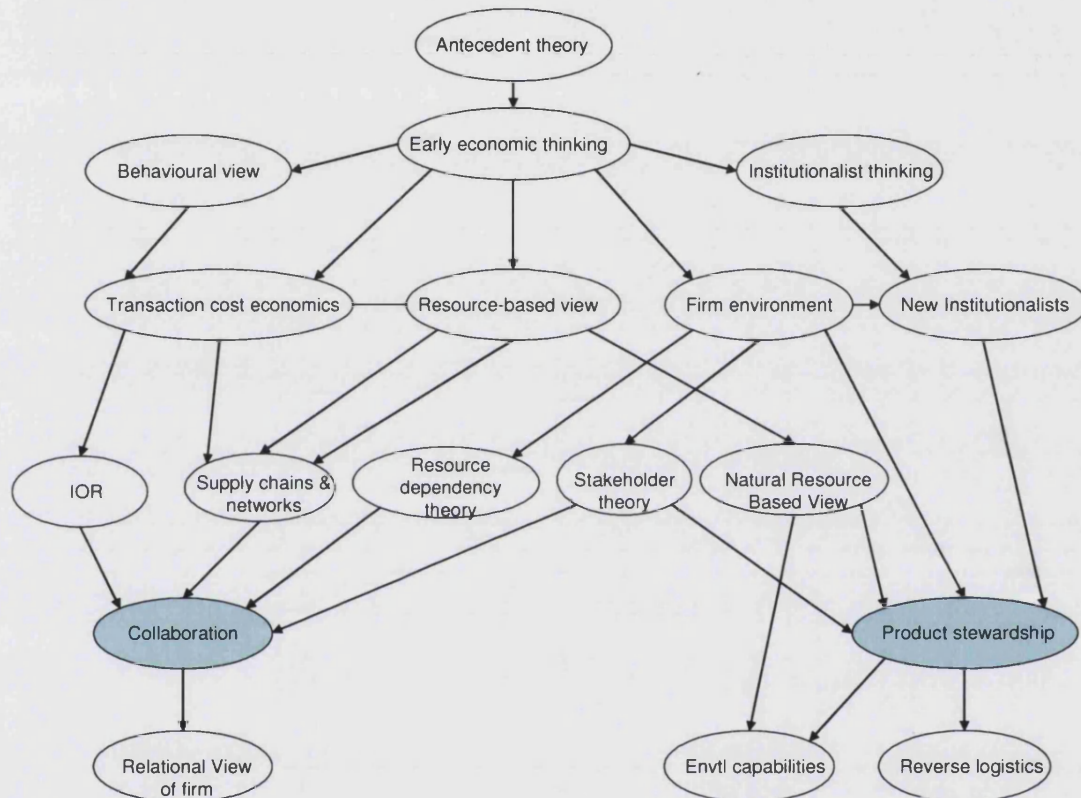 Antecedent theory
Early economic thinking
Behavioural view
Institutionalist thinking
Transaction cost economics
Resource-based view
Firm environment
New Institutionalists
IOR
Supply chains &
networks
Resource
dependency
theory
Stakeholder
theory
Natural Resource
Based View
Collaboration
Product stewardship
Relational View
of firm
Envtl capabilities
Reverse logistics